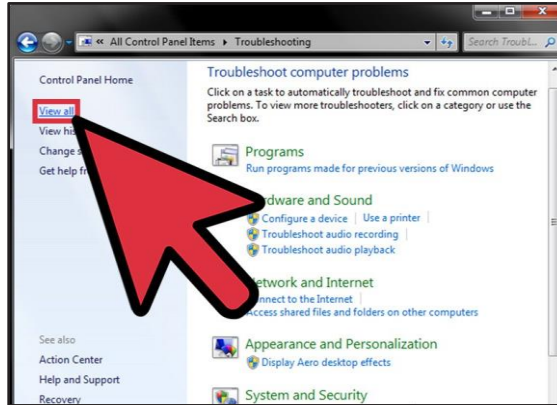 « All Control Panel Items ▸ Troubleshooting
Search Troubl...
Control Panel Home
View all
View his
Change s
Get help f
See also
Action Center
Help and Support
Recovery
Troubleshoot computer problems
Click on a task to automatically troubleshoot and fix common computer
problems. To view more troubleshooters, click on a category or use the
Search box.
Programs
Run programs made for previous versions of Windows
rdware and Sound
Configure a device | Use a printer
Troubleshoot audio recording
Troubleshoot audio playback
etwork and Internet
nnect to the Internet
Access shared files and folders on other computers
Appearance and Personalization
Display Aero desktop effects
System and Security